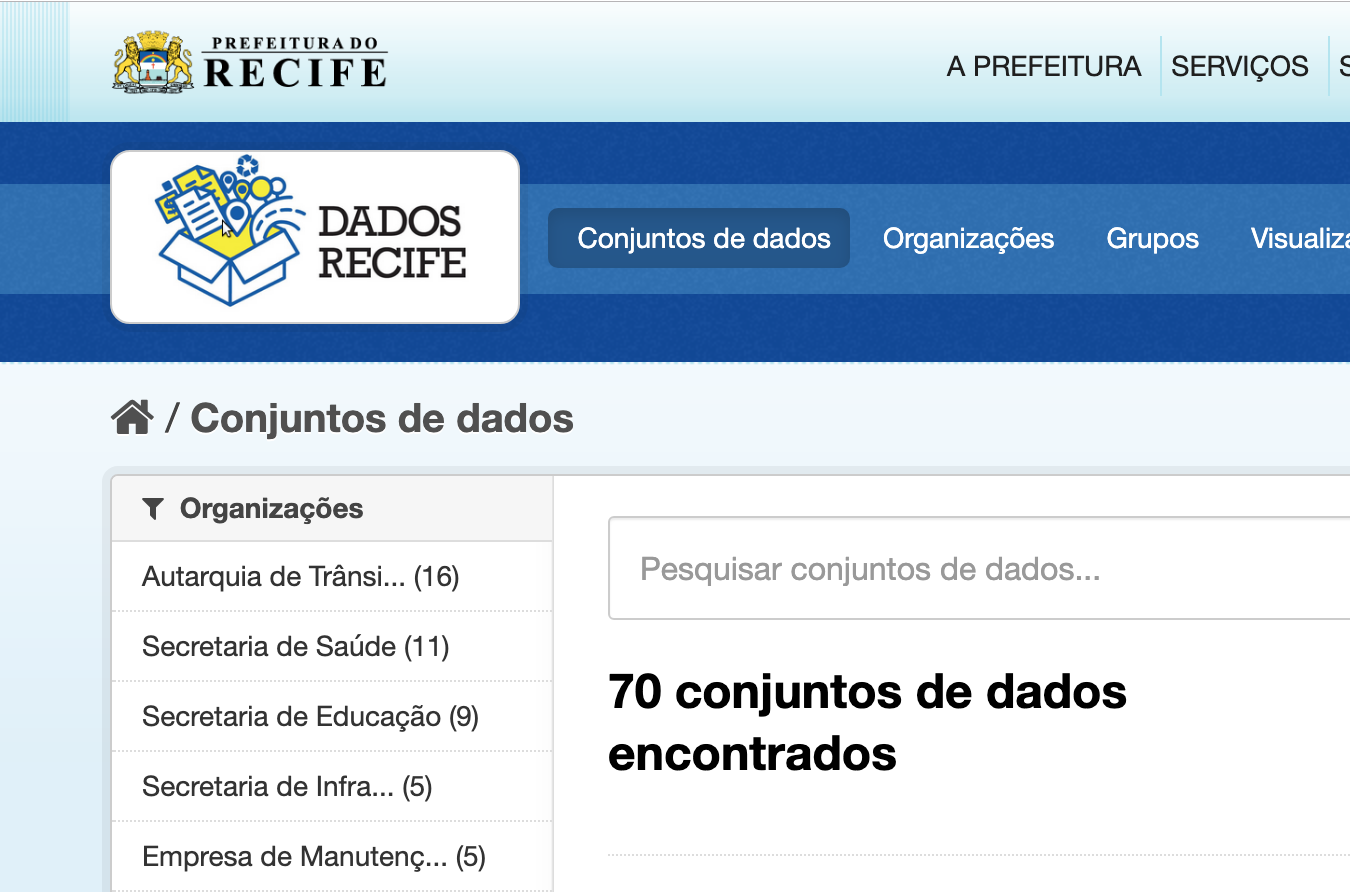 PREFEITURA DO
RECIFE
A PREFEITURA
SERVIÇOS
S
DADOS
RECIFE
Conjuntos de dados
Organizações
Grupos
Visualiza
/ Conjuntos de dados
Organizações
Autarquia de Trânsi... (16)
Secretaria de Saúde (11)
Secretaria de Educação (9)
Secretaria de Infra... (5)
Empresa de Manutenç... (5)
Pesquisar conjuntos de dados...
70 conjuntos de dados
encontrados